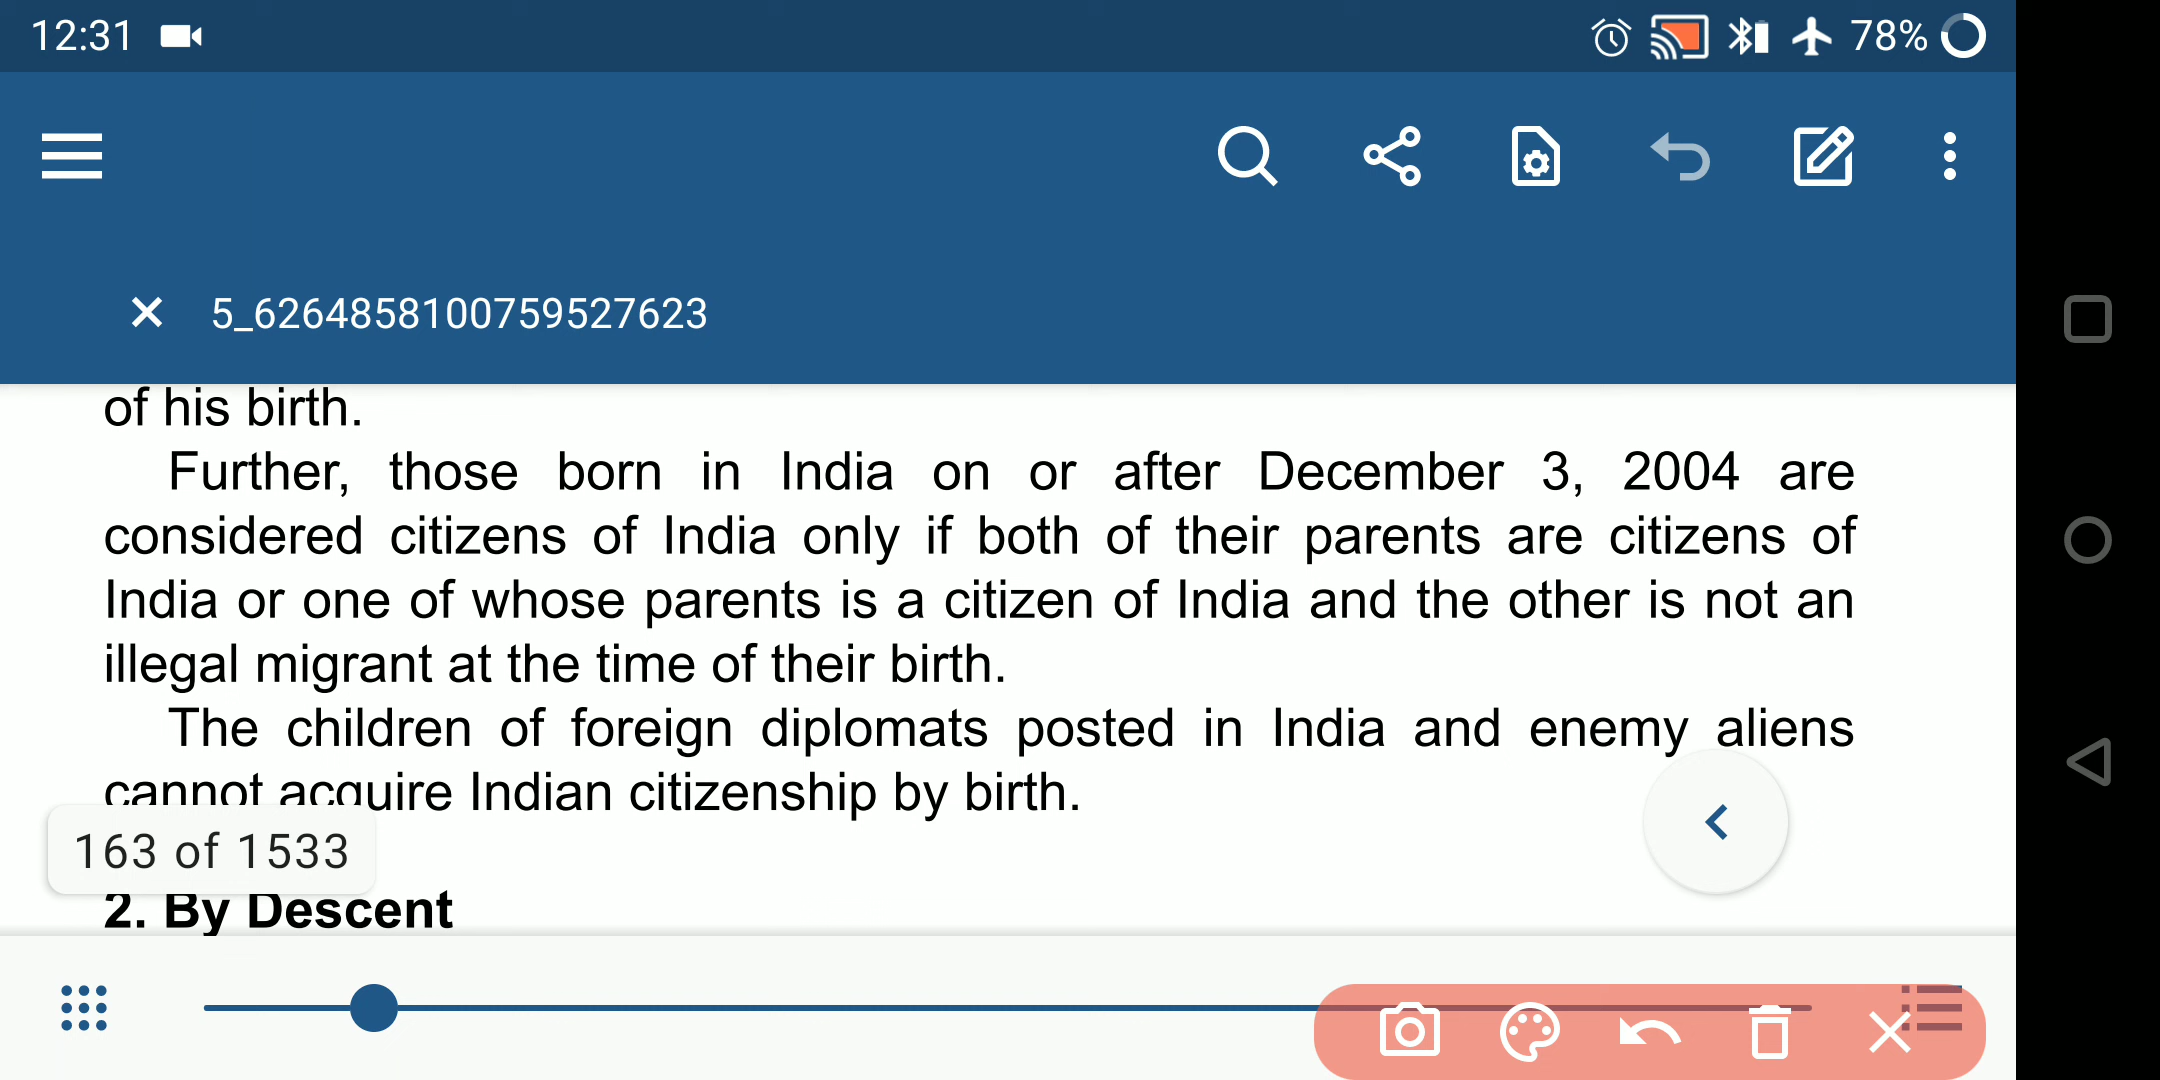 12:31
78%
5_6264858100759527623
of his birth.
Further, those born in India on or after December 3, 2004 are
considered citizens of India only if both of their parents are citizens of
India or one of whose parents is a citizen of India and the other is not an
illegal migrant at the time of their birth.
The children of foreign diplomats posted in India and enemy aliens
cannot acquire Indian citizenship by birth.
163 of 1533
2. By Descent